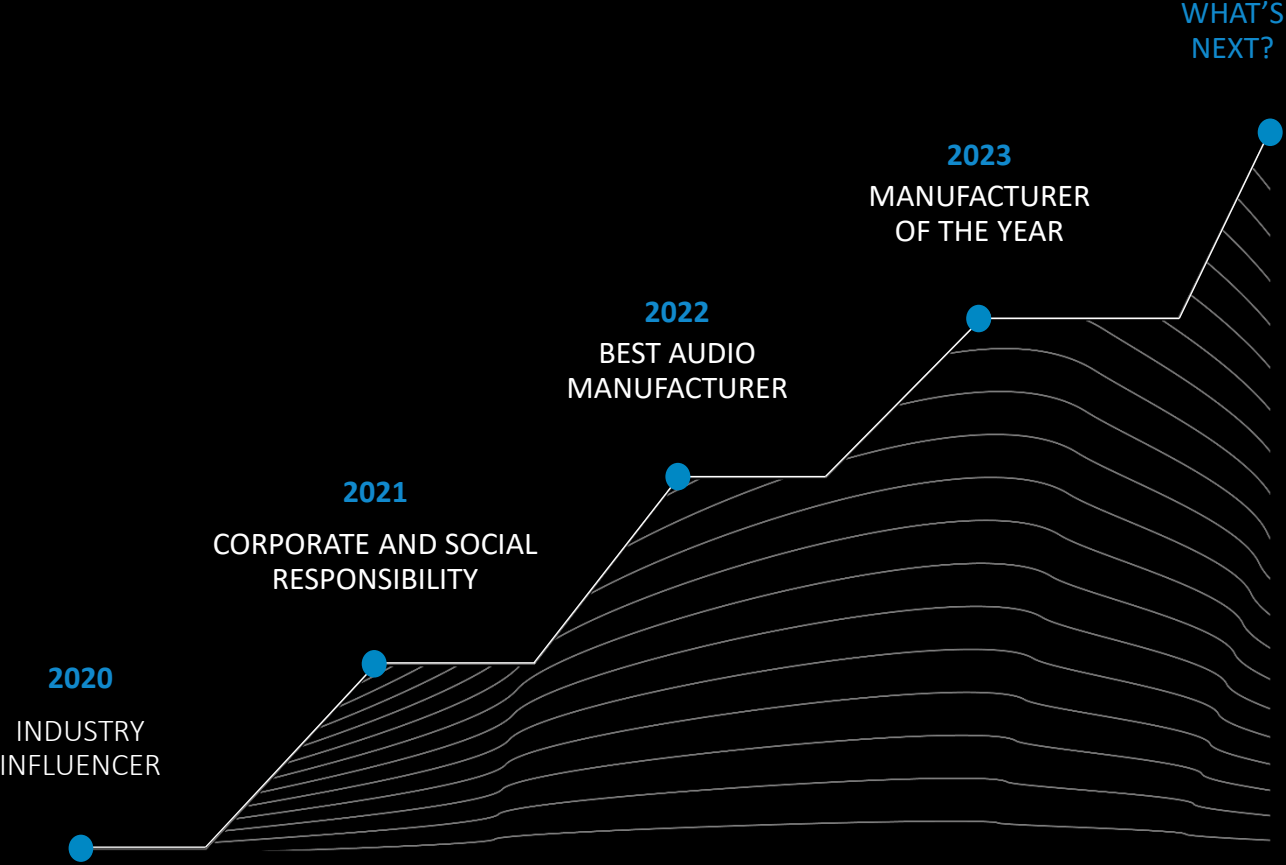 WHAT'S
NEXT?
2023
MANUFACTURER
OF THE YEAR
2022
BEST AUDIO
MANUFACTURER
2021
CORPORATE AND SOCIAL
RESPONSIBILITY
2020
INDUSTRY
INFLUENCER